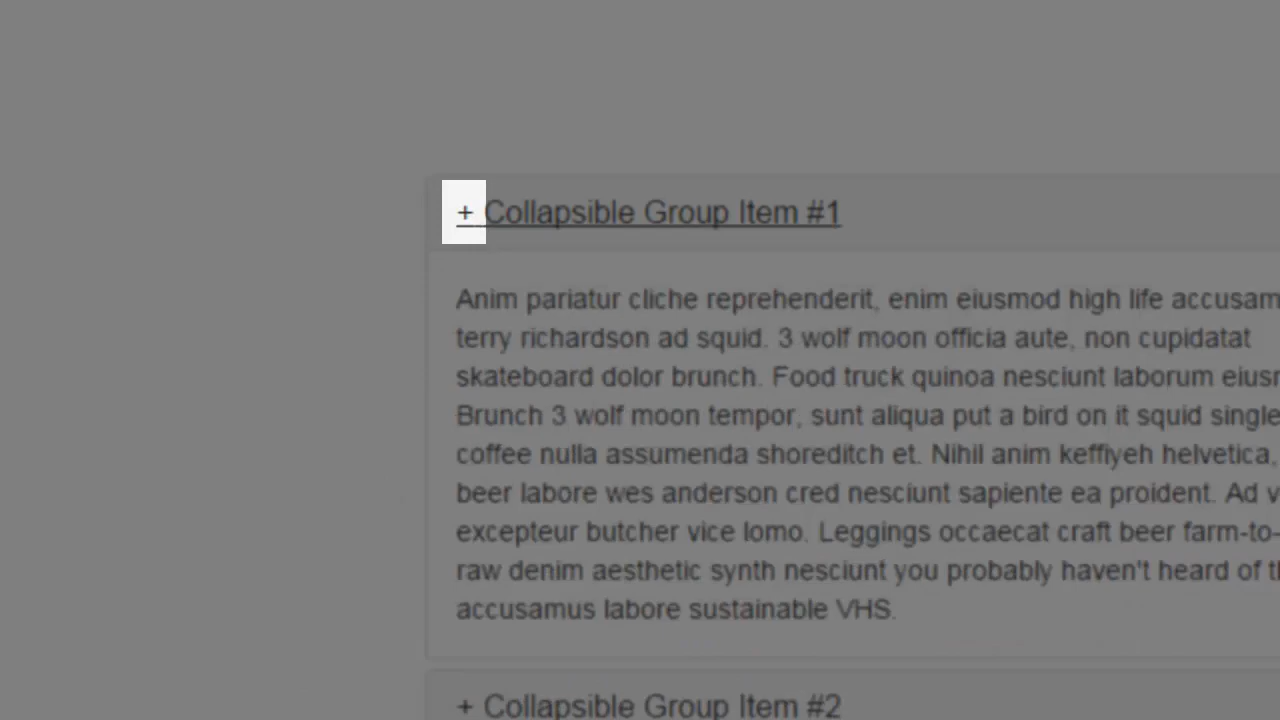 + Collapsible Group Item #1
Anim pariatur cliche reprehenderit, enim eiusmod high life accusam
terry richardson ad squid. 3 wolf moon officia aute, non cupidatat
skateboard dolor brunch. Food truck quinoa nesciunt laborum
Brunch 3 wolf moon tempor, sunt aliqua put a bird on it squid single
coffee nulla assumenda shoreditch et. Nihil anim keffiyeh helvetica,
beer labore wes anderson cred nesciunt sapiente ea proident. Ad
excepteur butcher vice lomo. Leggings occaecat craft beer farm-to-
raw denim aesthetic synth nesciunt you probably haven't heard of
accusamus labore sustainable VHS.
+ Collapsible Group Item #2